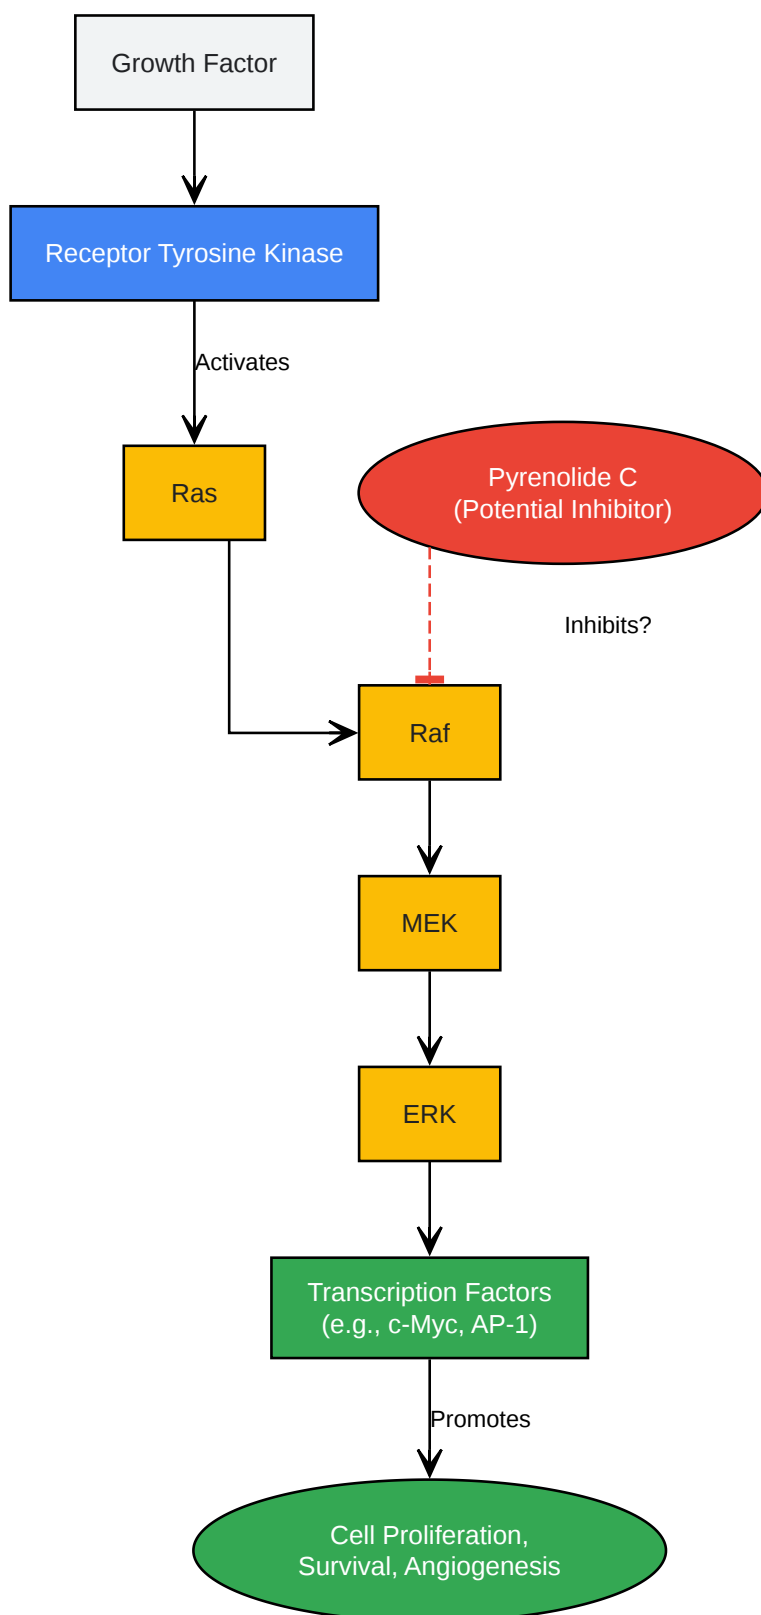 Growth Factor
Receptor Tyrosine Kinase
Activates
Ras
Pyrenolide C
(Potential Inhibitor)
Inhibits?
Raf
MEK
ERK
Transcription Factors
(e.g., c-Myc, AP-1)
Promotes
Cell Proliferation,
Survival, Angiogenesis